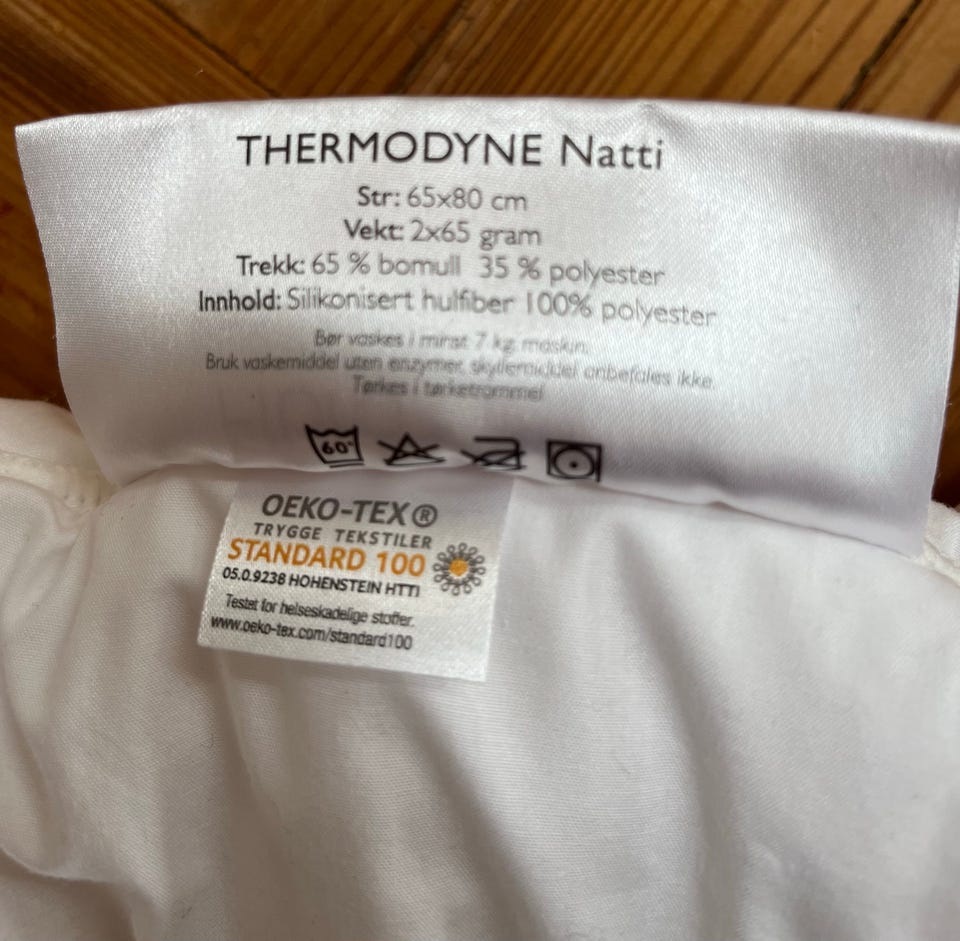 THERMODYNE Natti
Str: 65x80 cm
Vekt: 2x65 gram
Trekk: 65 % bomull 35 % polyester
Innhold: Silikonisert hulfiber 100% polyester
Bør vaskes i minst 7 kg maskin.
Bruk vaskemiddel uten enzymer, skyllemiddel anbefales ikke.
Tørkes i tørketrommel
60°
OEKO-TEX®
TRYGGE TEKSTILER
STANDARD 100
05.0.9238 HOHENSTEIN HTTI
Testet for helseskadelige stoffer.
www.oeko-tex.com/standard100